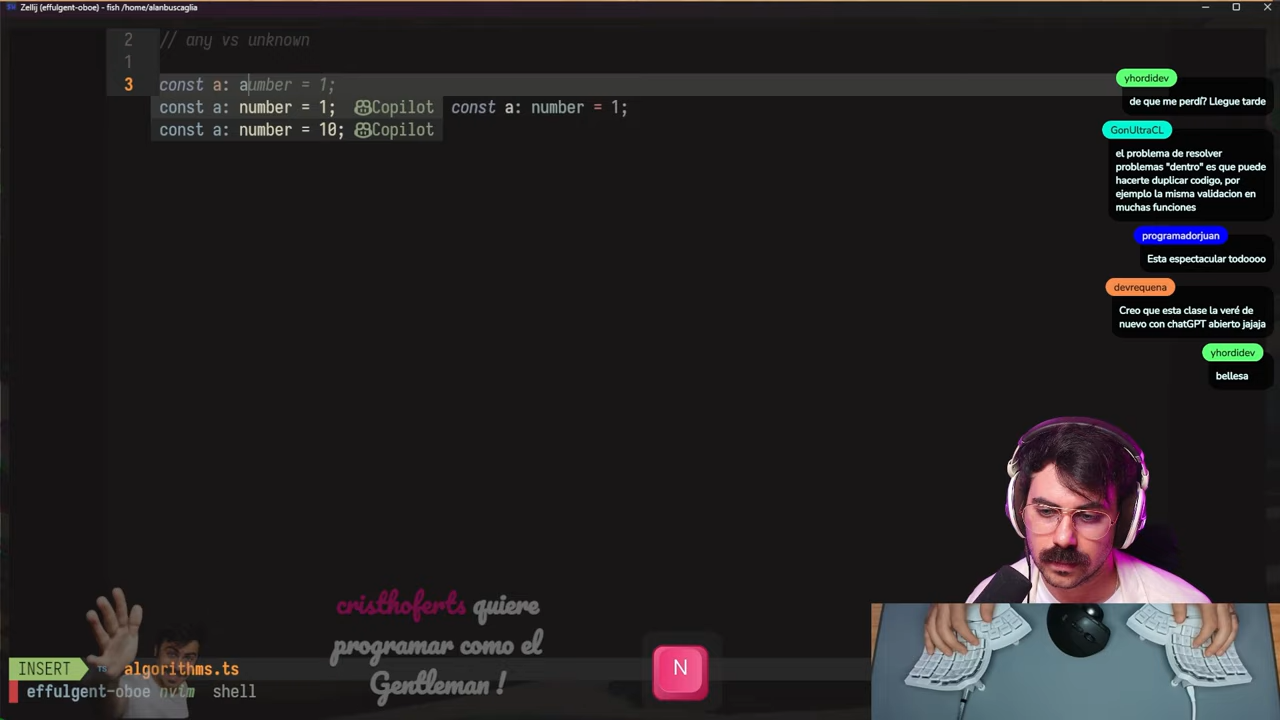 Zellij (effulgent-oboe) - fish /home/alanbuscaglia
2 // any vs unknown
1
3 const a: aumber = 1;
const a: number = 1; Copilot const a: number = 1;
const a: number = 10; Copilot
yhordidev
de que me perdí? Llegue tarde
GonUltraCL
el problema de resolver
problemas "dentro" es que puede
hacerte duplicar codigo, por
ejemplo la misma validacion en
muchas funciones
programadorjuan
Esta espectacular todoooo
devrequena
Creo que esta clase la veré de
nuevo con chatGPT abierto jajaja
yhordidev
bellesa
cristhoferts quiere
programar como el
Gentleman !
N
INSERT TS algorithms.ts
effulgent-oboe nvim shell